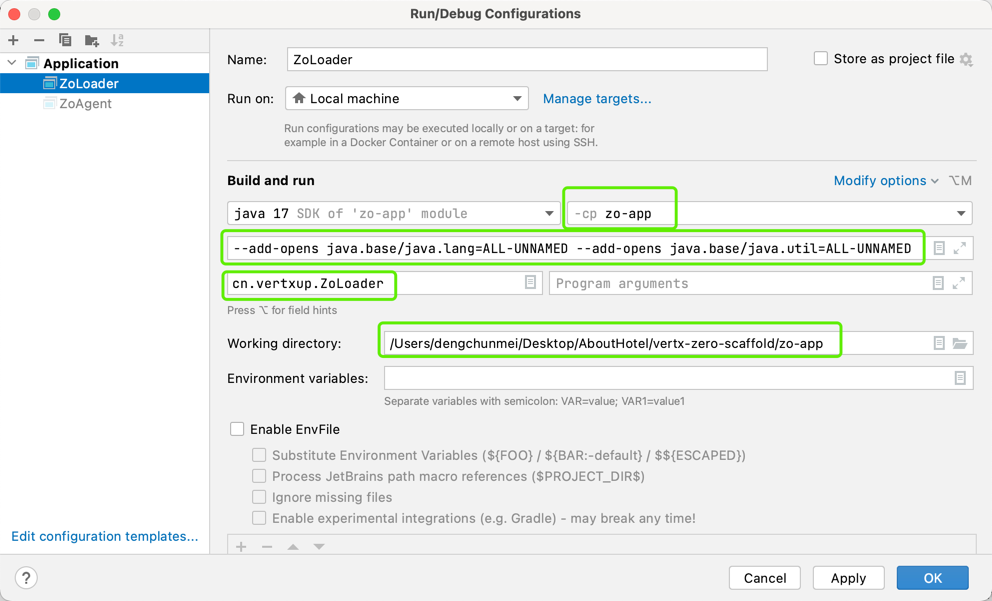 Run/Debug Configurations
Application
ZoLoader
ZoAgent
Edit configuration templates...
Name: ZoLoader Store as project file
Run on: Local machine Manage targets...
Run configurations may be executed locally or on a target: for
example in a Docker Container or on a remote host using SSH.
Build and run Modify options ⌥M
java 17 SDK of 'zo-app' module -cp zo-app
--add-opens java.base/java.lang=ALL-UNNAMED --add-opens java.base/java.util=ALL-UNNAMED
cn.vertxup.ZoLoader Program arguments
Press ⌥ for field hints
Working directory: /Users/dengchunmei/Desktop/AboutHotel/vertx-zero-scaffold/zo-app
Environment variables:
Separate variables with semicolon: VAR=value; VAR1=value1
Enable EnvFile
Substitute Environment Variables (${FOO} / ${BAR:-default} / $${ESCAPED})
Process JetBrains path macro references ($PROJECT_DIR$)
Ignore missing files
Enable experimental integrations (e.g. Gradle) - may break any time!
? Cancel Apply OK